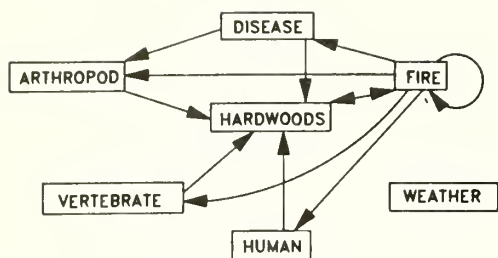 DISEASE
ARTHROPOD
FIRE
HARDWOODS
VERTEBRATE
WEATHER
HUMAN